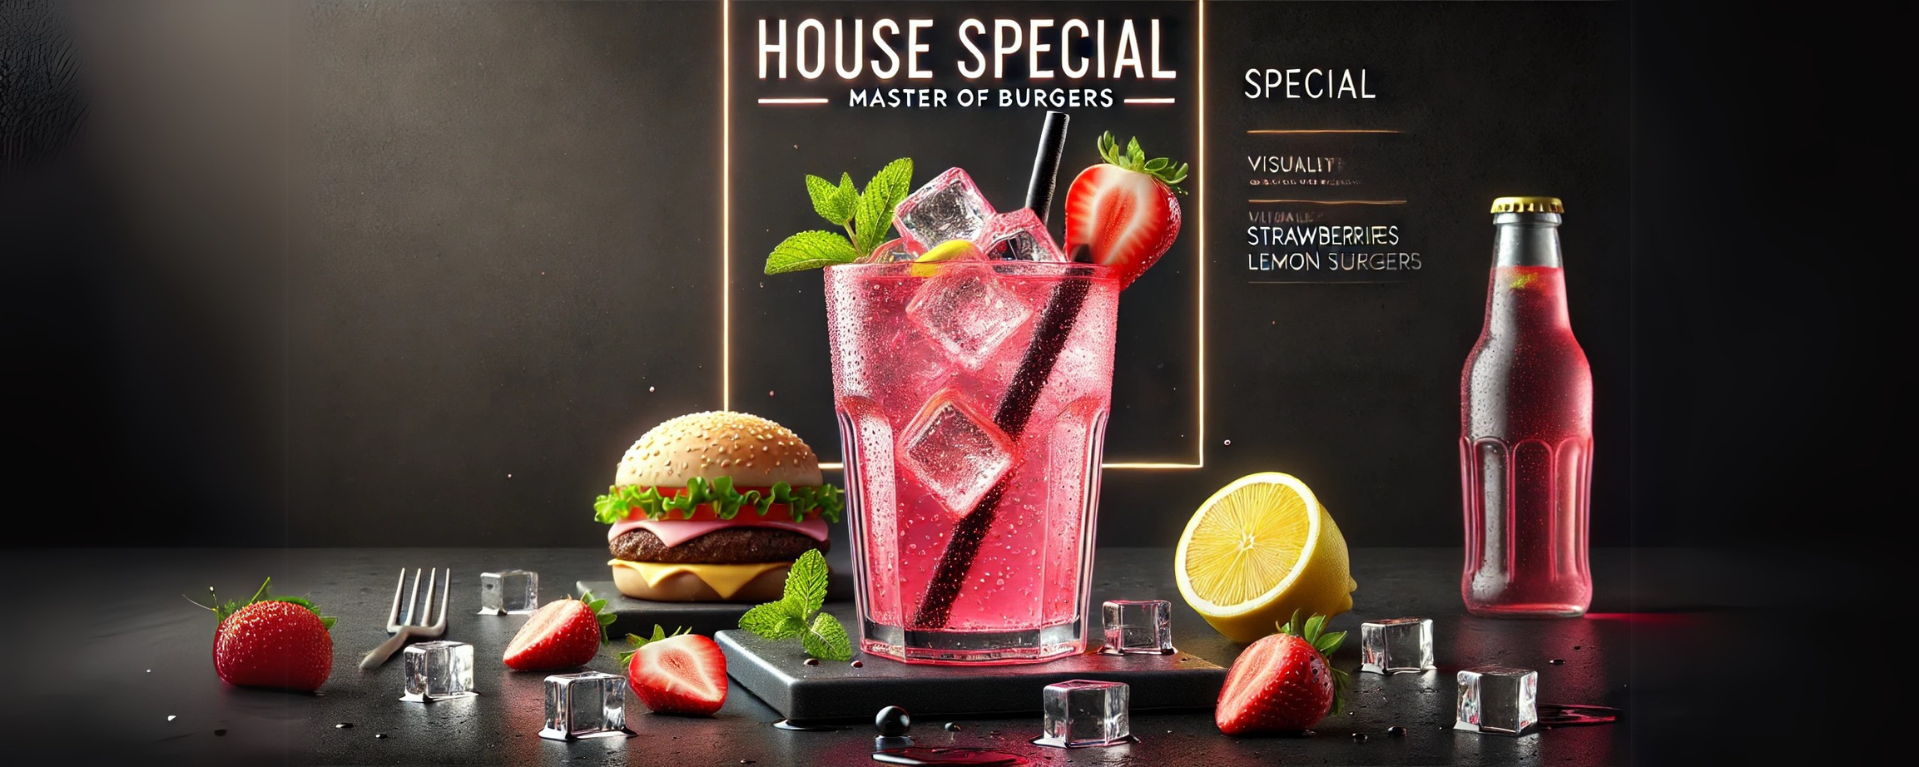 HOUSE SPECIAL
MASTER OF BURGERS
SPECIAL
STRAWBERRIES
LEMON SURGERS